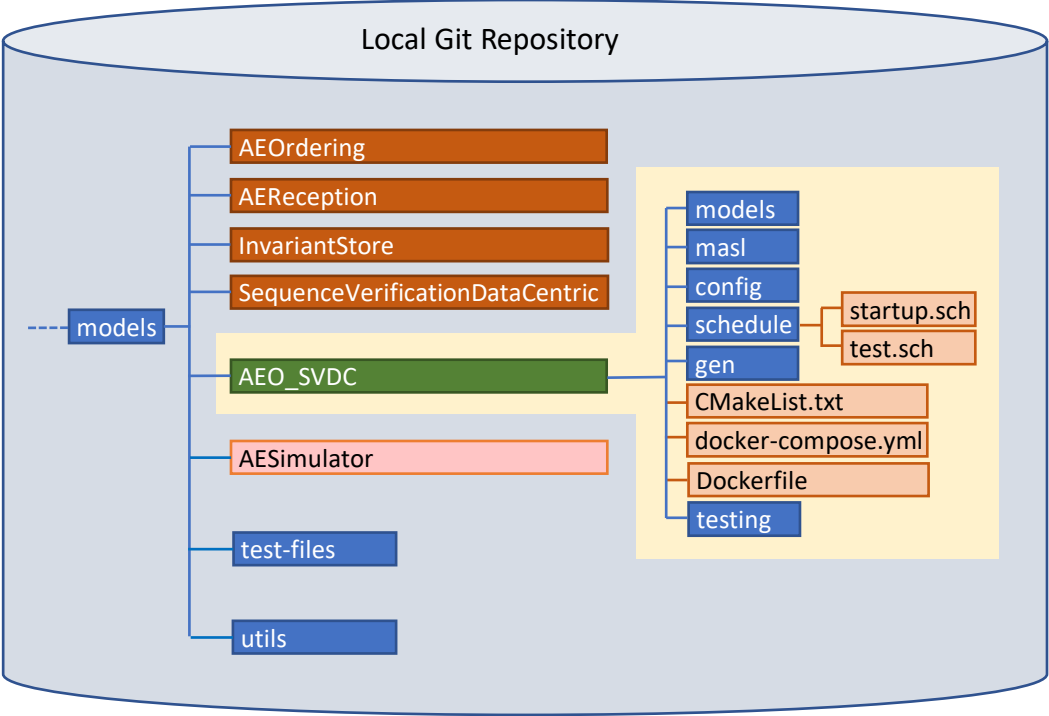 Local Git Repository
models
AEOrdering
AEReception
InvariantStore
SequenceVerificationDataCentric
AEO_SVDC
AESimulator
test-files
utils
models
masl
config
schedule
gen
CMakeList.txt
docker-compose.yml
Dockerfile
testing
startup.sch
test.sch